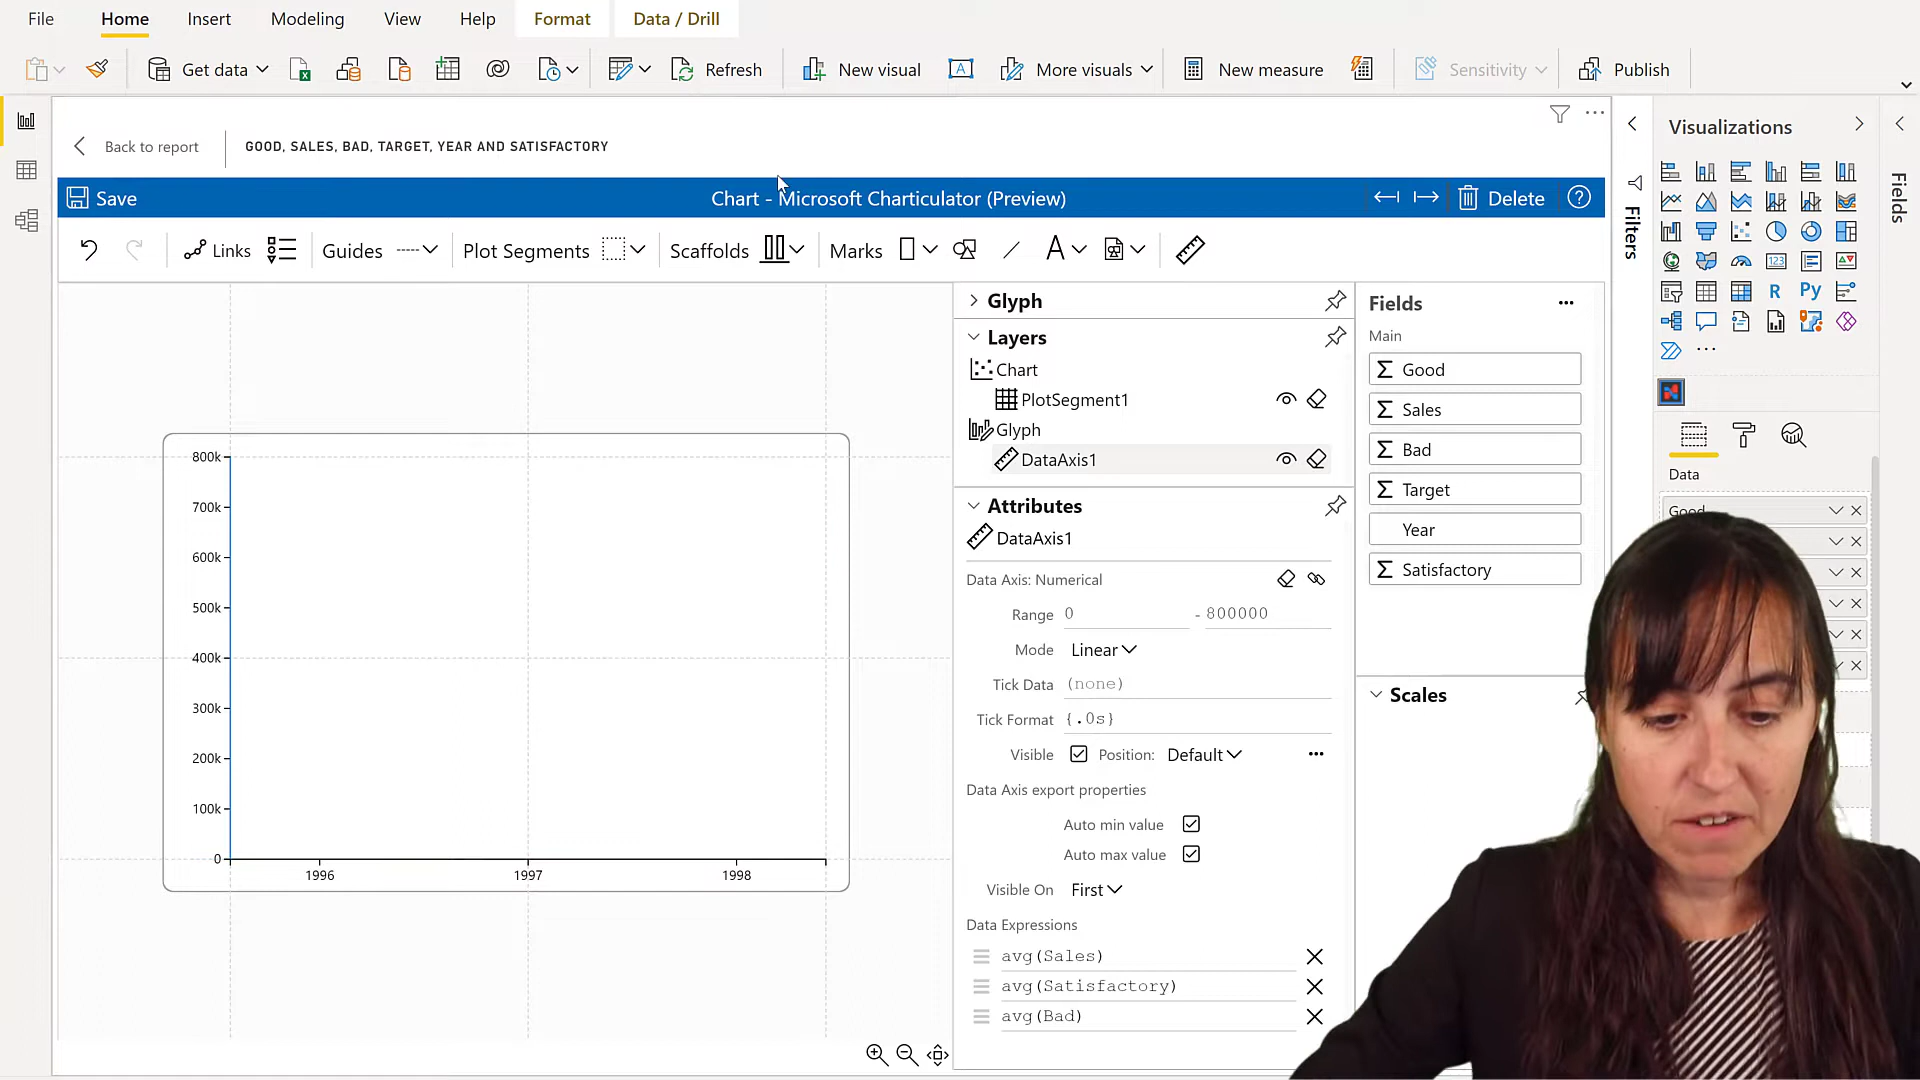 File Home Insert Modeling View Help Format Data / Drill
Get data Refresh New visual A More visuals New measure Sensitivity Publish
Back to report GOOD, SALES, BAD, TARGET, YEAR AND SATISFACTORY
Save Chart - Microsoft Charticulator (Preview) Delete ?
Links Guides Plot Segments Scaffolds Marks A
800k
700k
600k
500k
400k
300k
200k
100k
0
1996 1997 1998
Glyph
Layers
Chart
PlotSegment1
Glyph
DataAxis1
Attributes
DataAxis1
Data Axis: Numerical
Range 0 - 800000
Mode Linear
Tick Data (none)
Tick Format {.0s}
Visible Position: Default
Data Axis export properties
Auto min value
Auto max value
Visible On First
Data Expressions
avg(Sales)
avg(Satisfactory)
avg(Bad)
Fields
Main
Good
Sales
Bad
Target
Year
Satisfactory
Scales
Filters
Visualizations
123
R Py
Data
Good
Fields